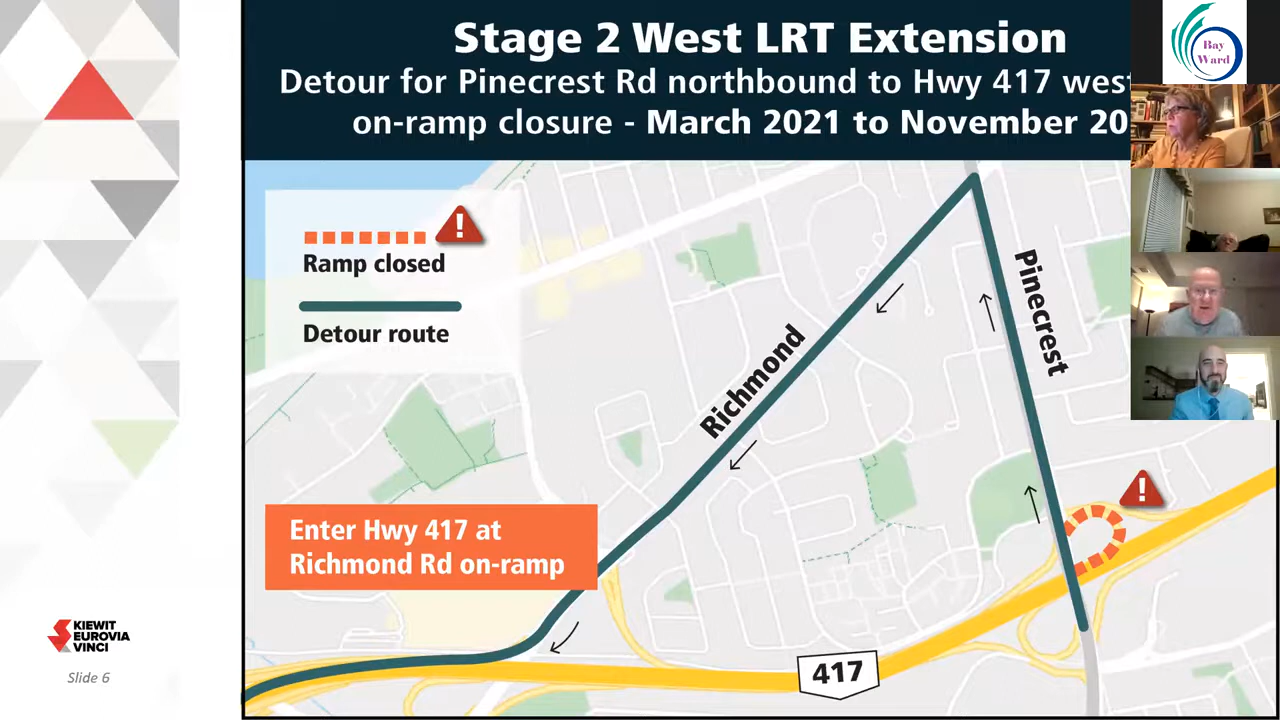 Stage 2 West LRT Extension
Detour for Pinecrest Rd northbound to Hwy 417
on-ramp closure - March 2021 to November
Bay
Ward
!
Ramp closed
Detour route
Pinecrest
Richmond
!
Enter Hwy 417 at
Richmond Rd on-ramp
417
KIEWIT
EUROVIA
VINCI
Slide 6